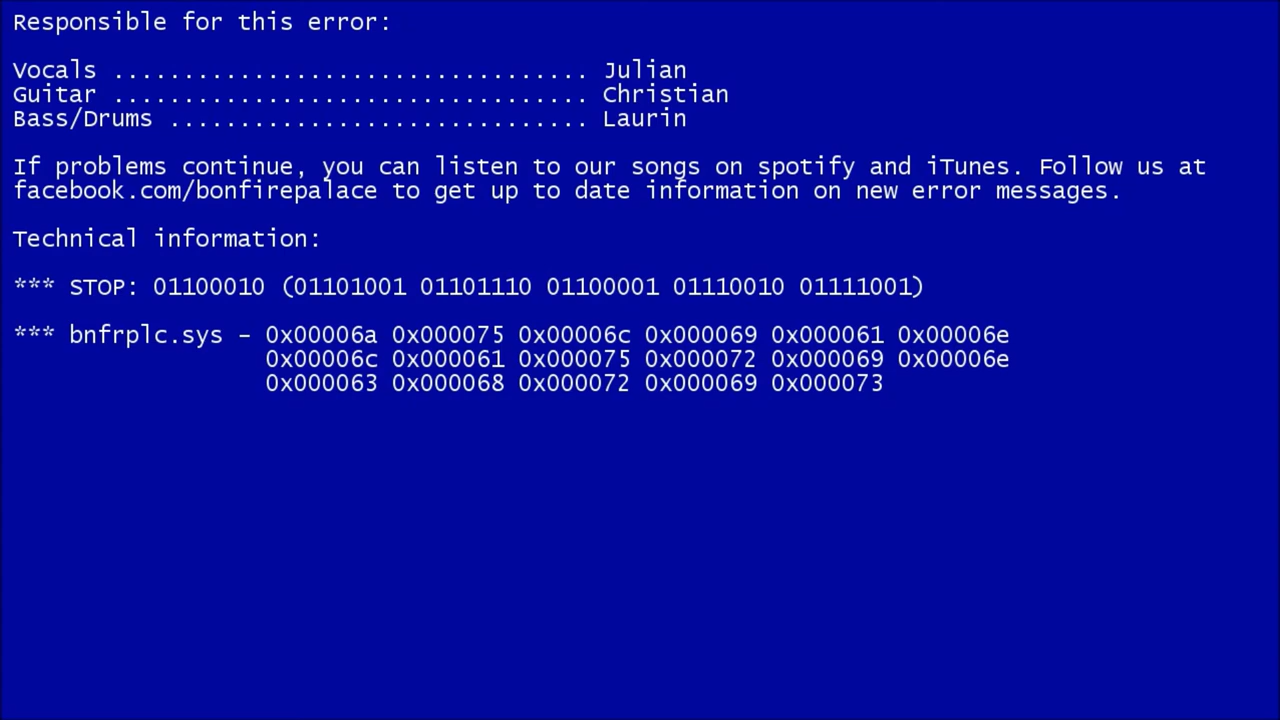 Responsible for this error:
Vocals .................................. Julian
Guitar .................................. Christian
Bass/Drums .............................. Laurin
If problems continue, you can listen to our songs on spotify and iTunes. Follow us at
facebook.com/bonfirepalace to get up to date information on new error messages.
Technical information:
*** STOP: 01100010 (01101001 01101110 01100001 01110010 01111001)
*** bnfrplc.sys – 0x00006a 0x000075 0x00006c 0x000069 0x000061 0x00006e
0x00006c 0x000061 0x000075 0x000072 0x000069 0x00006e
0x000063 0x000068 0x000072 0x000069 0x000073